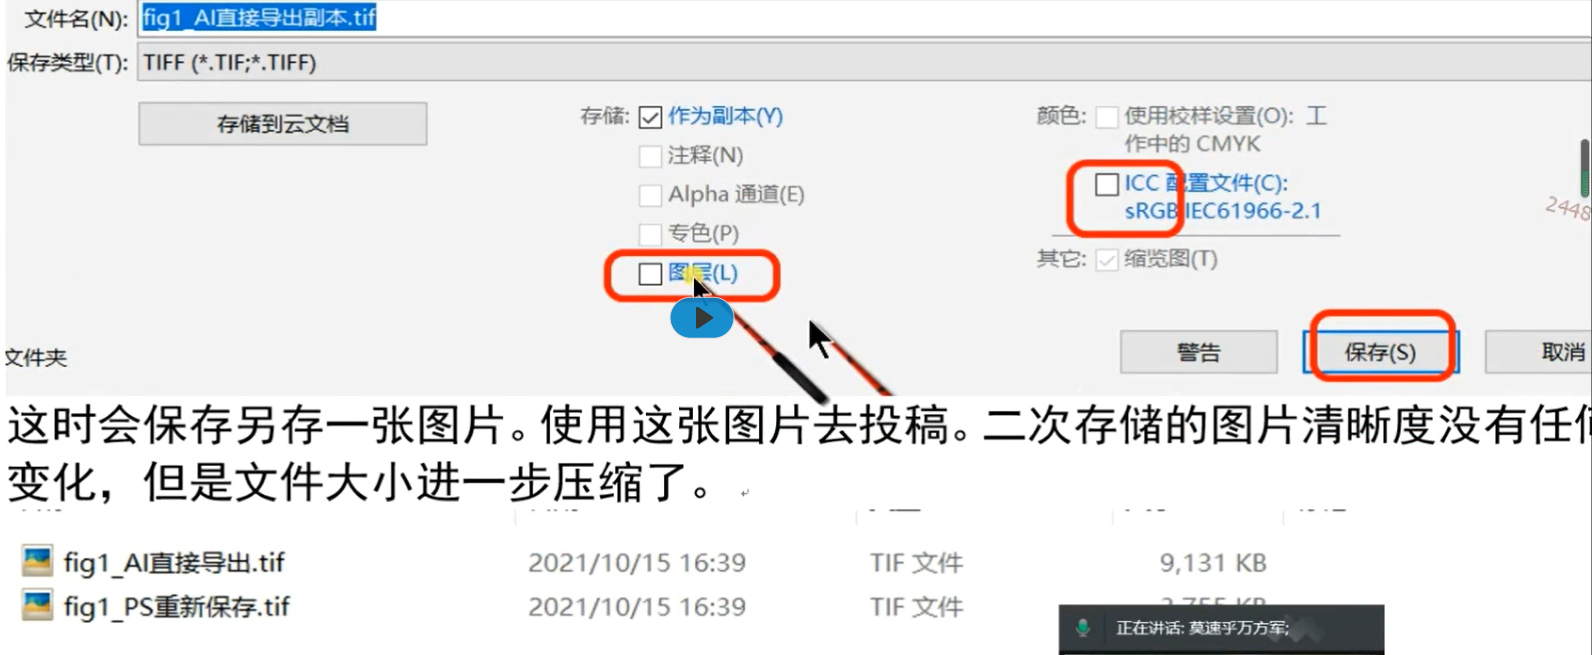 文件名(N): fig1_AI直接导出副本.tif
保存类型(T): TIFF (*.TIF;*.TIFF)
存储到云文档
存储: 作为副本(Y)
注释(N)
Alpha 通道(E)
专色(P)
图层(L)
颜色: 使用校样设置(O): 工
作中的 CMYK
ICC 配置文件(C):
sRGB IEC61966-2.1
其它: 缩览图(T)
2448
文件夹
警告
保存(S)
取消
这时会保存另存一张图片。使用这张图片去投稿。二次存储的图片清晰度没有任何
变化，但是文件大小进一步压缩了。
fig1_AI直接导出.tif 2021/10/15 16:39 TIF 文件 9,131 KB
fig1_PS重新保存.tif 2021/10/15 16:39 TIF 文件
正在讲话: 莫速乎万方军;